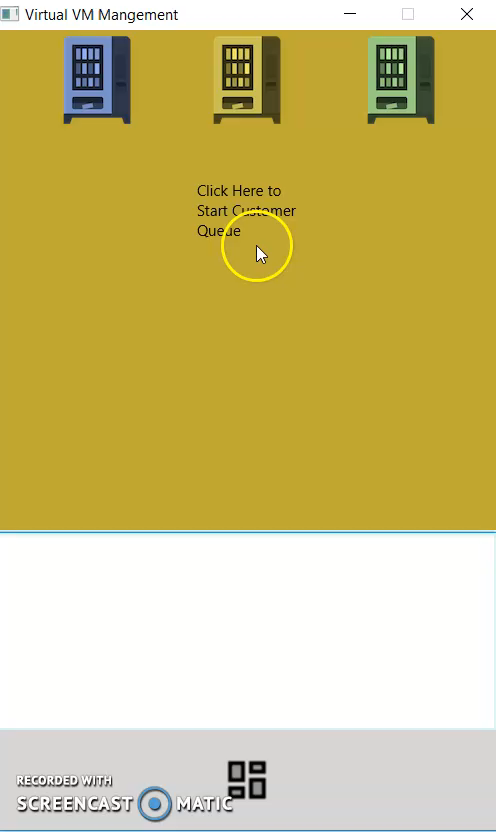 Virtual VM Mangement
Click Here to
Start Customer
Queue
RECORDED WITH
SCREENCAST MATIC